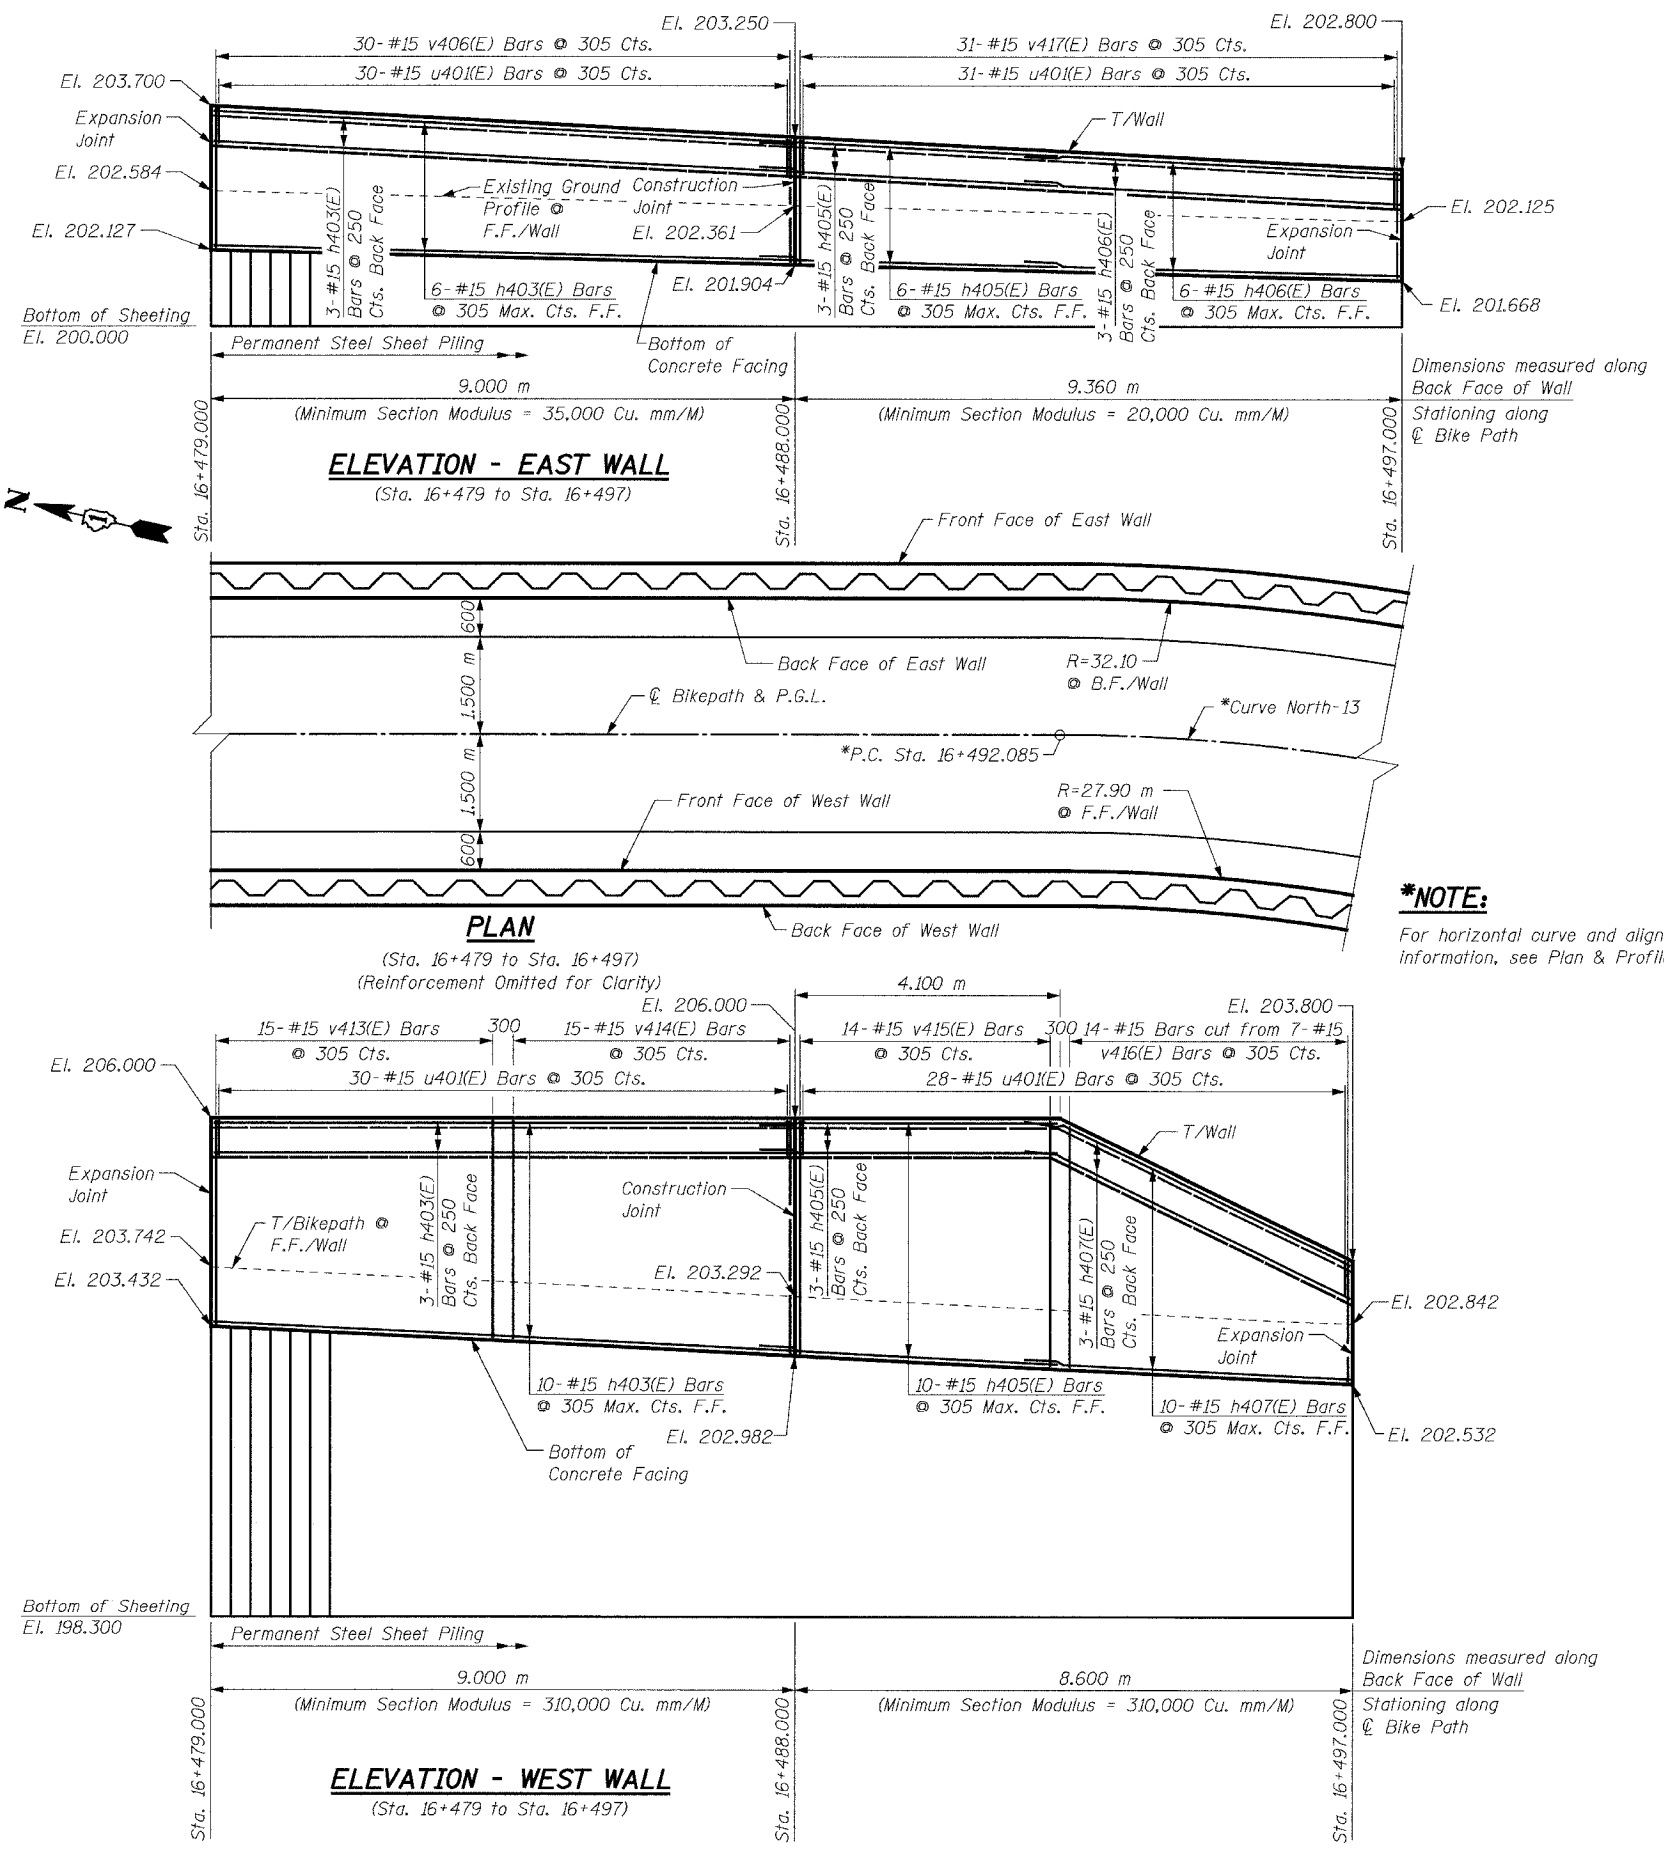 El. 203.250
El. 202.800
30-#15 v406(E) Bars @ 305 Cts.
31-#15 v417(E) Bars @ 305 Cts.
30-#15 u401(E) Bars @ 305 Cts.
31-#15 u401(E) Bars @ 305 Cts.
El. 203.700
Expansion
Joint
T/Wall
El. 202.584
Existing Ground
Profile @
F.F./Wall
Construction
Joint
El. 202.361
El. 202.125
El. 202.127
Expansion
Joint
3-#15 h403(E)
Bars @ 250
Cts. Back Face
3-#15 h405(E)
Bars @ 250
Cts. Back Face
3-#15 h406(E)
Bars @ 250
Cts. Back Face
El. 201.904
6-#15 h403(E) Bars
@ 305 Max. Cts. F.F.
6-#15 h405(E) Bars
@ 305 Max. Cts. F.F.
6-#15 h406(E) Bars
@ 305 Max. Cts. F.F.
El. 201.668
Bottom of Sheeting
El. 200.000
Permanent Steel Sheet Piling
Bottom of
Concrete Facing
9.000 m
9.360 m
Dimensions measured along
Back Face of Wall
Stationing along
℄ Bike Path
(Minimum Section Modulus = 35,000 Cu. mm/M)
(Minimum Section Modulus = 20,000 Cu. mm/M)
Sta. 16+479.000
Sta. 16+488.000
Sta. 16+497.000
ELEVATION - EAST WALL
(Sta. 16+479 to Sta. 16+497)
N
1
Front Face of East Wall
600
1.500 m
1.500 m
600
Back Face of East Wall
R=32.10
@ B.F./Wall
℄ Bikepath & P.G.L.
*Curve North-13
*P.C. Sta. 16+492.085
Front Face of West Wall
R=27.90 m
@ F.F./Wall
Back Face of West Wall
PLAN
(Sta. 16+479 to Sta. 16+497)
(Reinforcement Omitted for Clarity)
*NOTE:
For horizontal curve and align
information, see Plan & Profil
El. 206.000
4.100 m
El. 203.800
15-#15 v413(E) Bars
@ 305 Cts.
300
15-#15 v414(E) Bars
@ 305 Cts.
14-#15 v415(E) Bars
@ 305 Cts.
300
14-#15 Bars cut from 7-#15
v416(E) Bars @ 305 Cts.
El. 206.000
30-#15 u401(E) Bars @ 305 Cts.
28-#15 u401(E) Bars @ 305 Cts.
T/Wall
Expansion
Joint
Construction
Joint
T/Bikepath @
F.F./Wall
El. 203.742
El. 203.432
3-#15 h403(E)
Bars @ 250
Cts. Back Face
El. 203.292
3-#15 h405(E)
Bars @ 250
Cts. Back Face
3-#15 h407(E)
Bars @ 250
Cts. Back Face
El. 202.842
Expansion
Joint
10-#15 h403(E) Bars
@ 305 Max. Cts. F.F.
10-#15 h405(E) Bars
@ 305 Max. Cts. F.F.
10-#15 h407(E) Bars
@ 305 Max. Cts. F.F.
El. 202.982
El. 202.532
Bottom of
Concrete Facing
Bottom of Sheeting
El. 198.300
Permanent Steel Sheet Piling
9.000 m
8.600 m
Dimensions measured along
Back Face of Wall
Stationing along
℄ Bike Path
(Minimum Section Modulus = 310,000 Cu. mm/M)
(Minimum Section Modulus = 310,000 Cu. mm/M)
Sta. 16+479.000
Sta. 16+488.000
Sta. 16+497.000
ELEVATION - WEST WALL
(Sta. 16+479 to Sta. 16+497)